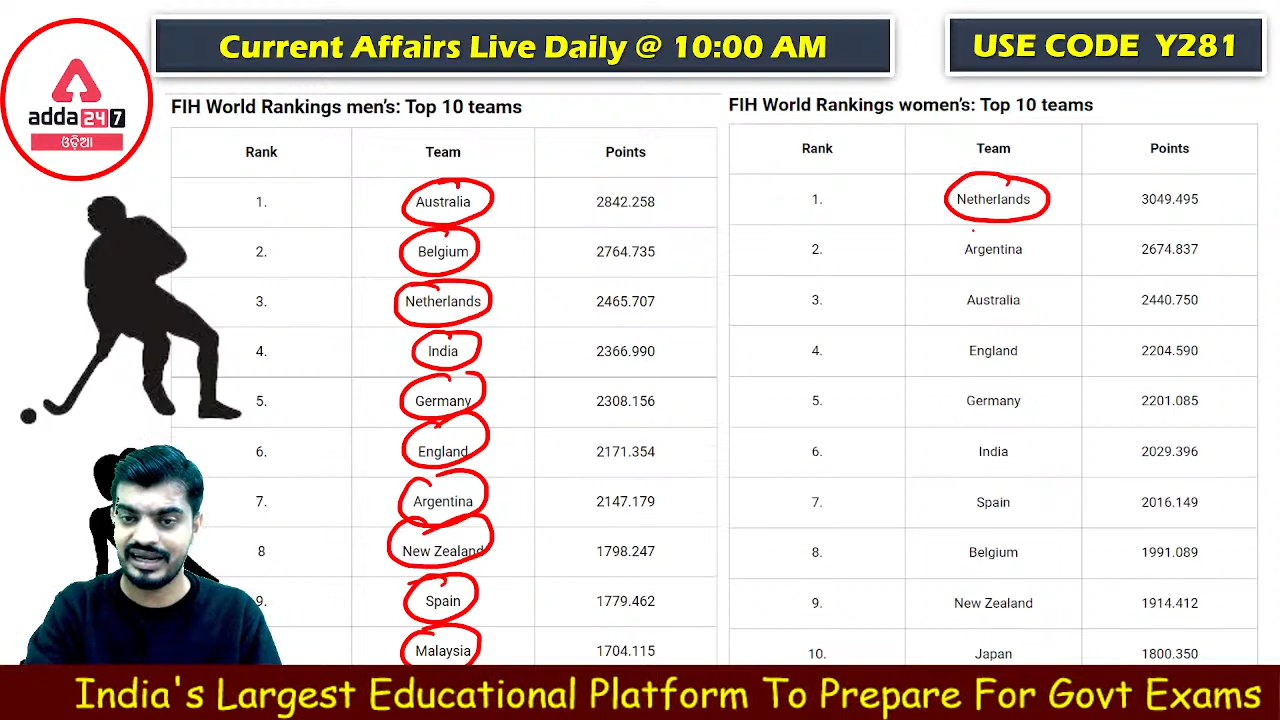 Current Affairs Live Daily @ 10:00 AM
USE CODE Y281
adda247
ଓଡ଼ିଆ
FIH World Rankings men's: Top 10 teams
Rank Team Points
1. Australia 2842.258
2. Belgium 2764.735
3. Netherlands 2465.707
4. India 2366.990
5. Germany 2308.156
6. England 2171.354
7. Argentina 2147.179
8 New Zealand 1798.247
9. Spain 1779.462
Malaysia 1704.115
FIH World Rankings women's: Top 10 teams
Rank Team Points
1. Netherlands 3049.495
2. Argentina 2674.837
3. Australia 2440.750
4. England 2204.590
5. Germany 2201.085
6. India 2029.396
7. Spain 2016.149
8. Belgium 1991.089
9. New Zealand 1914.412
10. Japan 1800.350
India's Largest Educational Platform To Prepare For Govt Exams